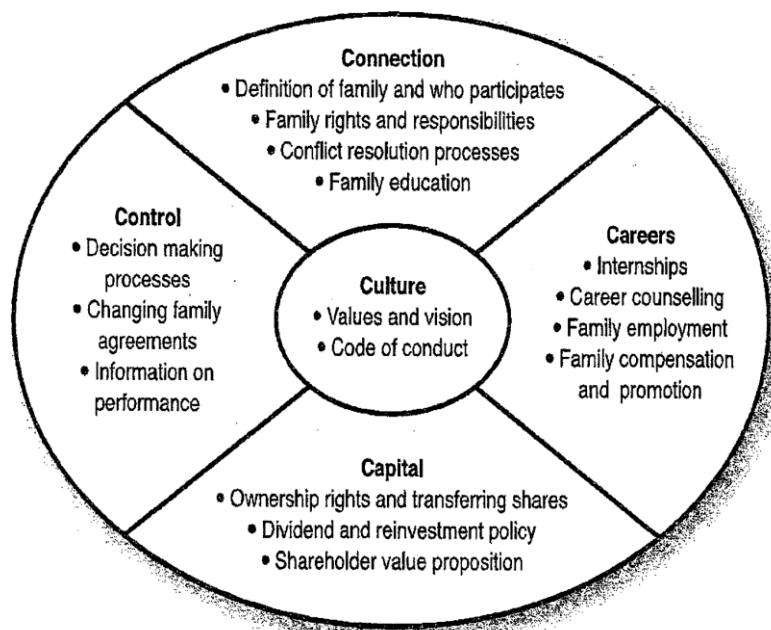 Connection
• Definition of family and who participates
• Family rights and responsibilities
• Conflict resolution processes
• Family education
Control
• Decision making
processes
• Changing family
agreements
• Information on
performance
Culture
• Values and vision
• Code of conduct
Careers
• Internships
• Career counselling
• Family employment
• Family compensation
and promotion
Capital
• Ownership rights and transferring shares
• Dividend and reinvestment policy
• Shareholder value proposition